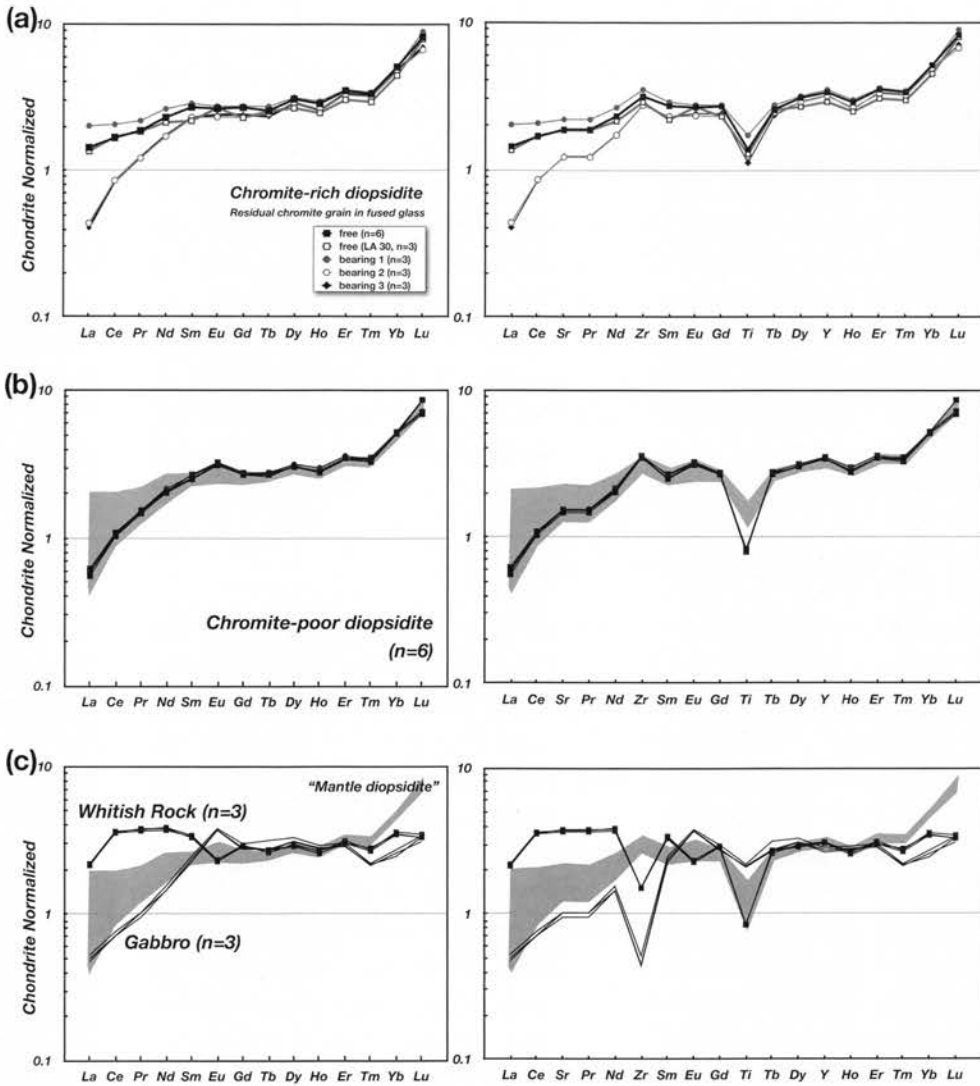 (a)
10
1
0.1
Chondrite Normalized
Chromite-rich diopsidite
Residual chromite grain in fused glass
free (n=6)
free (LA 30, n=3)
bearing 1 (n=3)
bearing 2 (n=3)
bearing 3 (n=3)
La Ce Pr Nd Sm Eu Gd Tb Dy Ho Er Tm Yb Lu
10
1
0.1
La Ce Sr Pr Nd Zr Sm Eu Gd Ti Tb Dy Y Ho Er Tm Yb Lu
(b)
10
1
0.1
Chondrite Normalized
Chromite-poor diopsidite
(n=6)
La Ce Pr Nd Sm Eu Gd Tb Dy Ho Er Tm Yb Lu
10
1
0.1
La Ce Sr Pr Nd Zr Sm Eu Gd Ti Tb Dy Y Ho Er Tm Yb Lu
(c)
10
1
0.1
Chondrite Normalized
"Mantle diopsidite"
Whitish Rock (n=3)
Gabbro (n=3)
La Ce Pr Nd Sm Eu Gd Tb Dy Ho Er Tm Yb Lu
10
1
0.1
La Ce Sr Pr Nd Zr Sm Eu Gd Ti Tb Dy Y Ho Er Tm Yb Lu